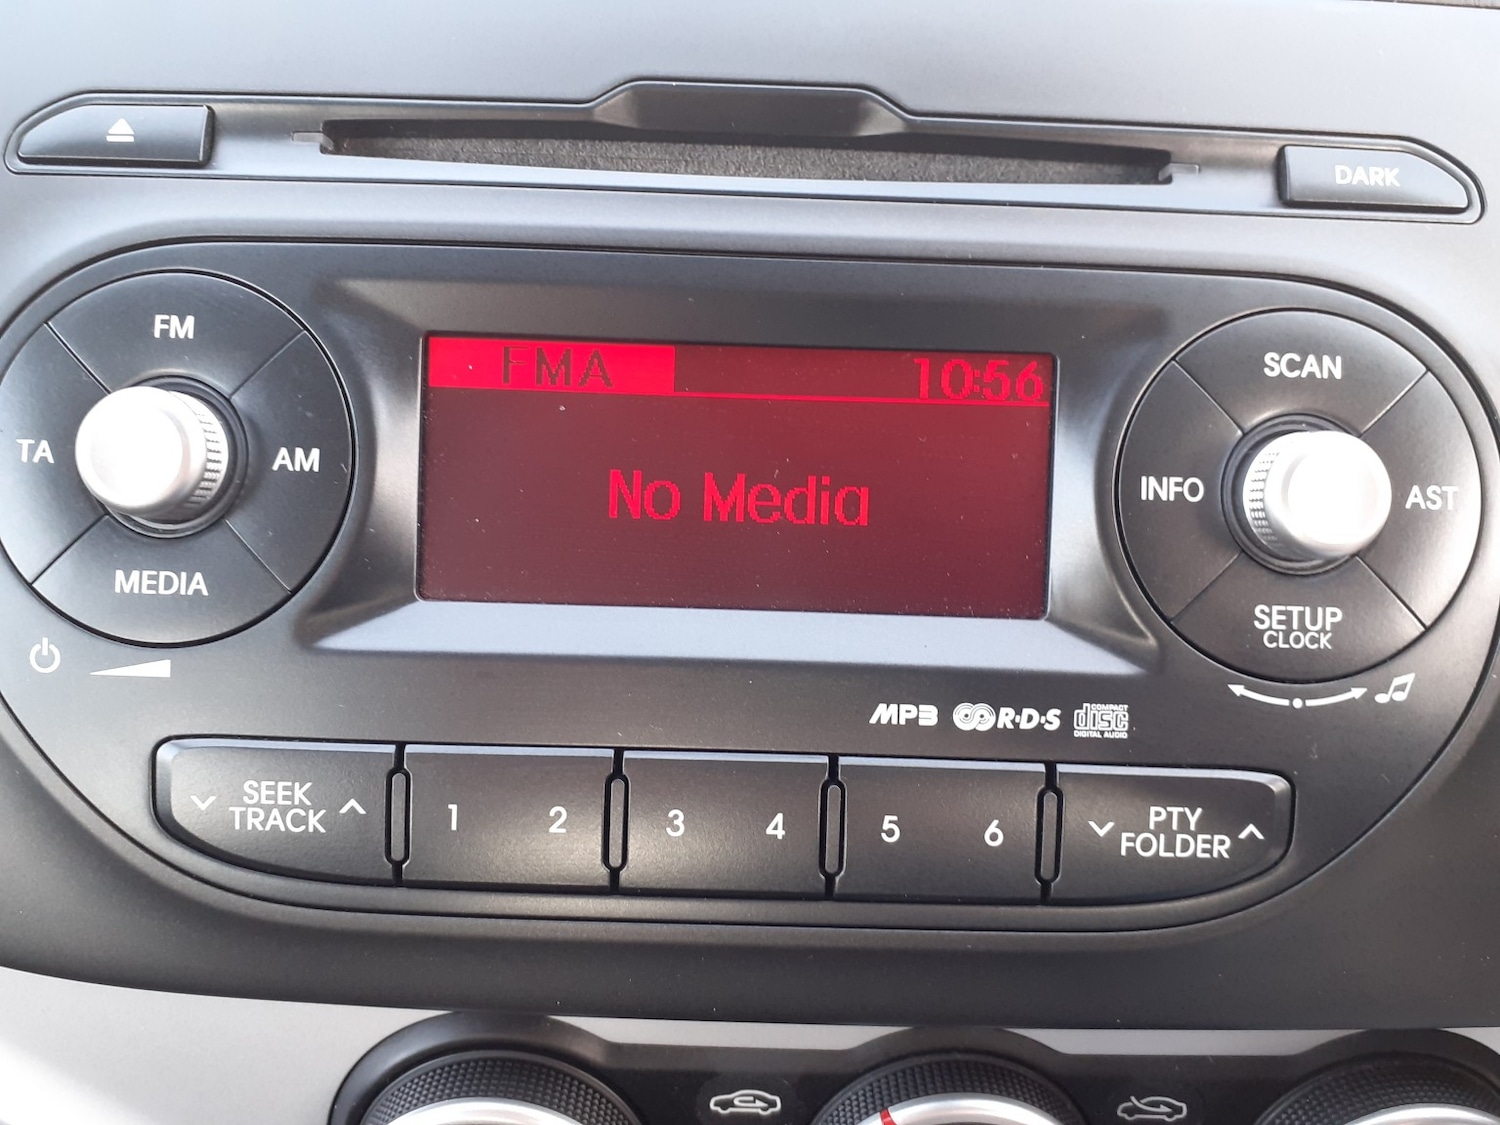 DARK
FM
TA
AM
MEDIA
FMA 10:56
No Media
SCAN
INFO
AST
SETUP
CLOCK
MP3 R·D·S COMPACT disc DIGITAL AUDIO
SEEK
TRACK
1 2 3 4 5 6
PTY
FOLDER